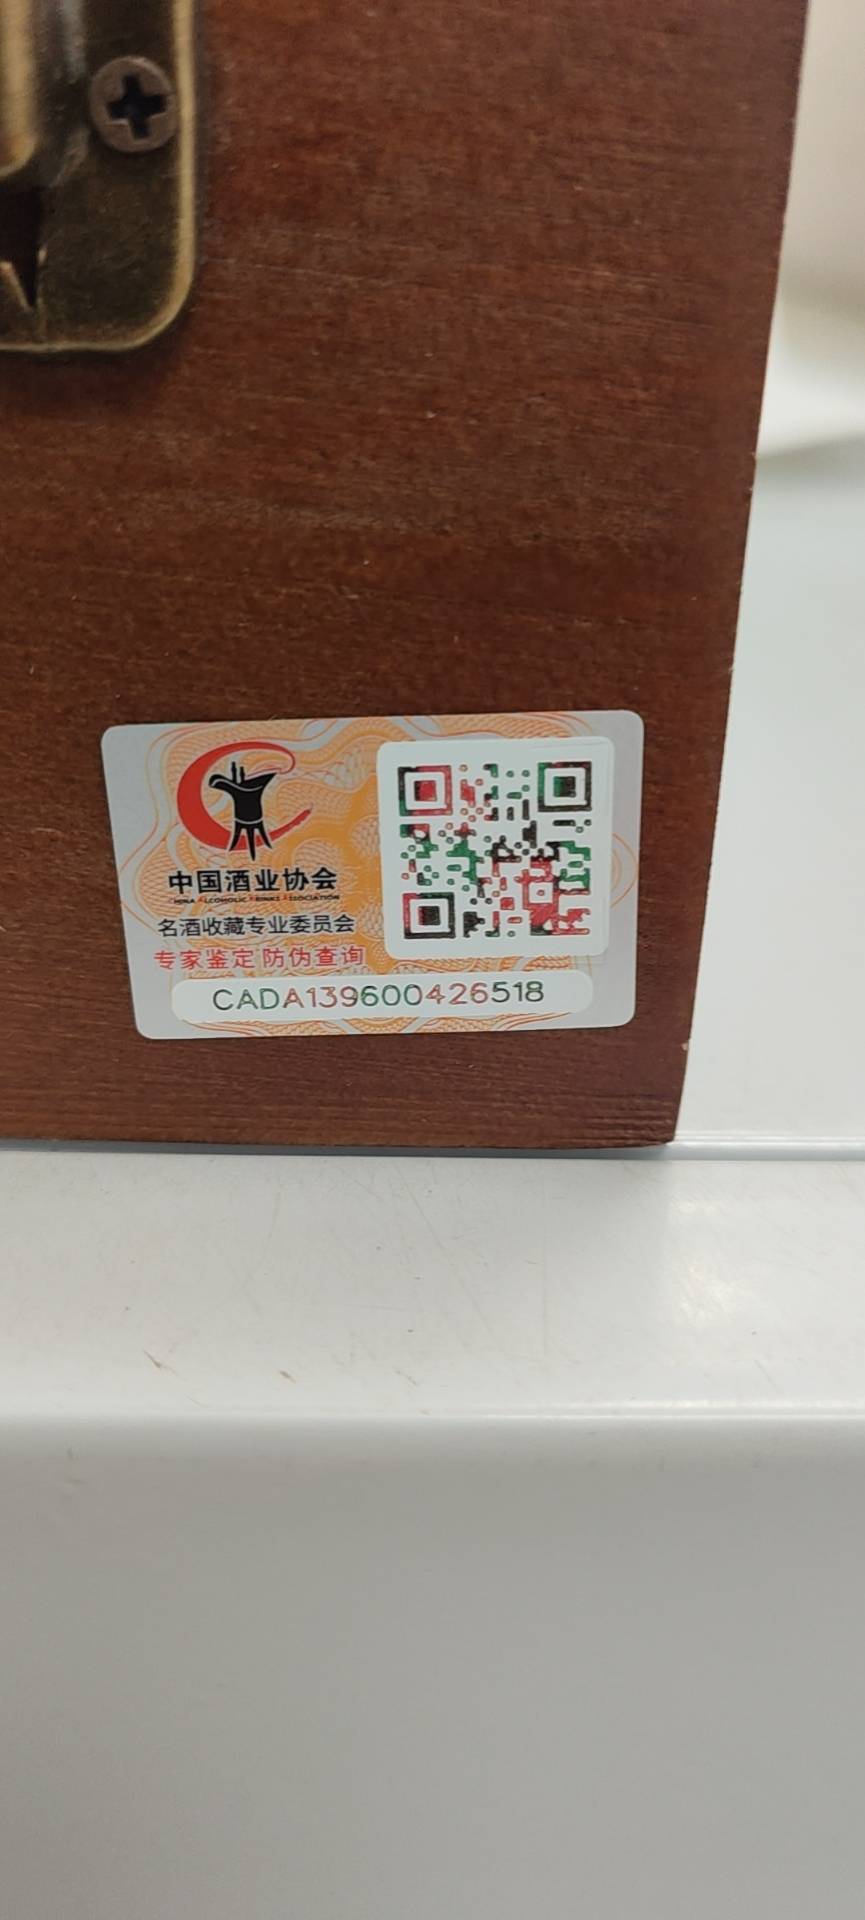 中国酒业协会
CHINA ALCOHOLIC DRINKS ASSOCIATION
名酒收藏专业委员会
专家鉴定 防伪查询
CADA139600426518